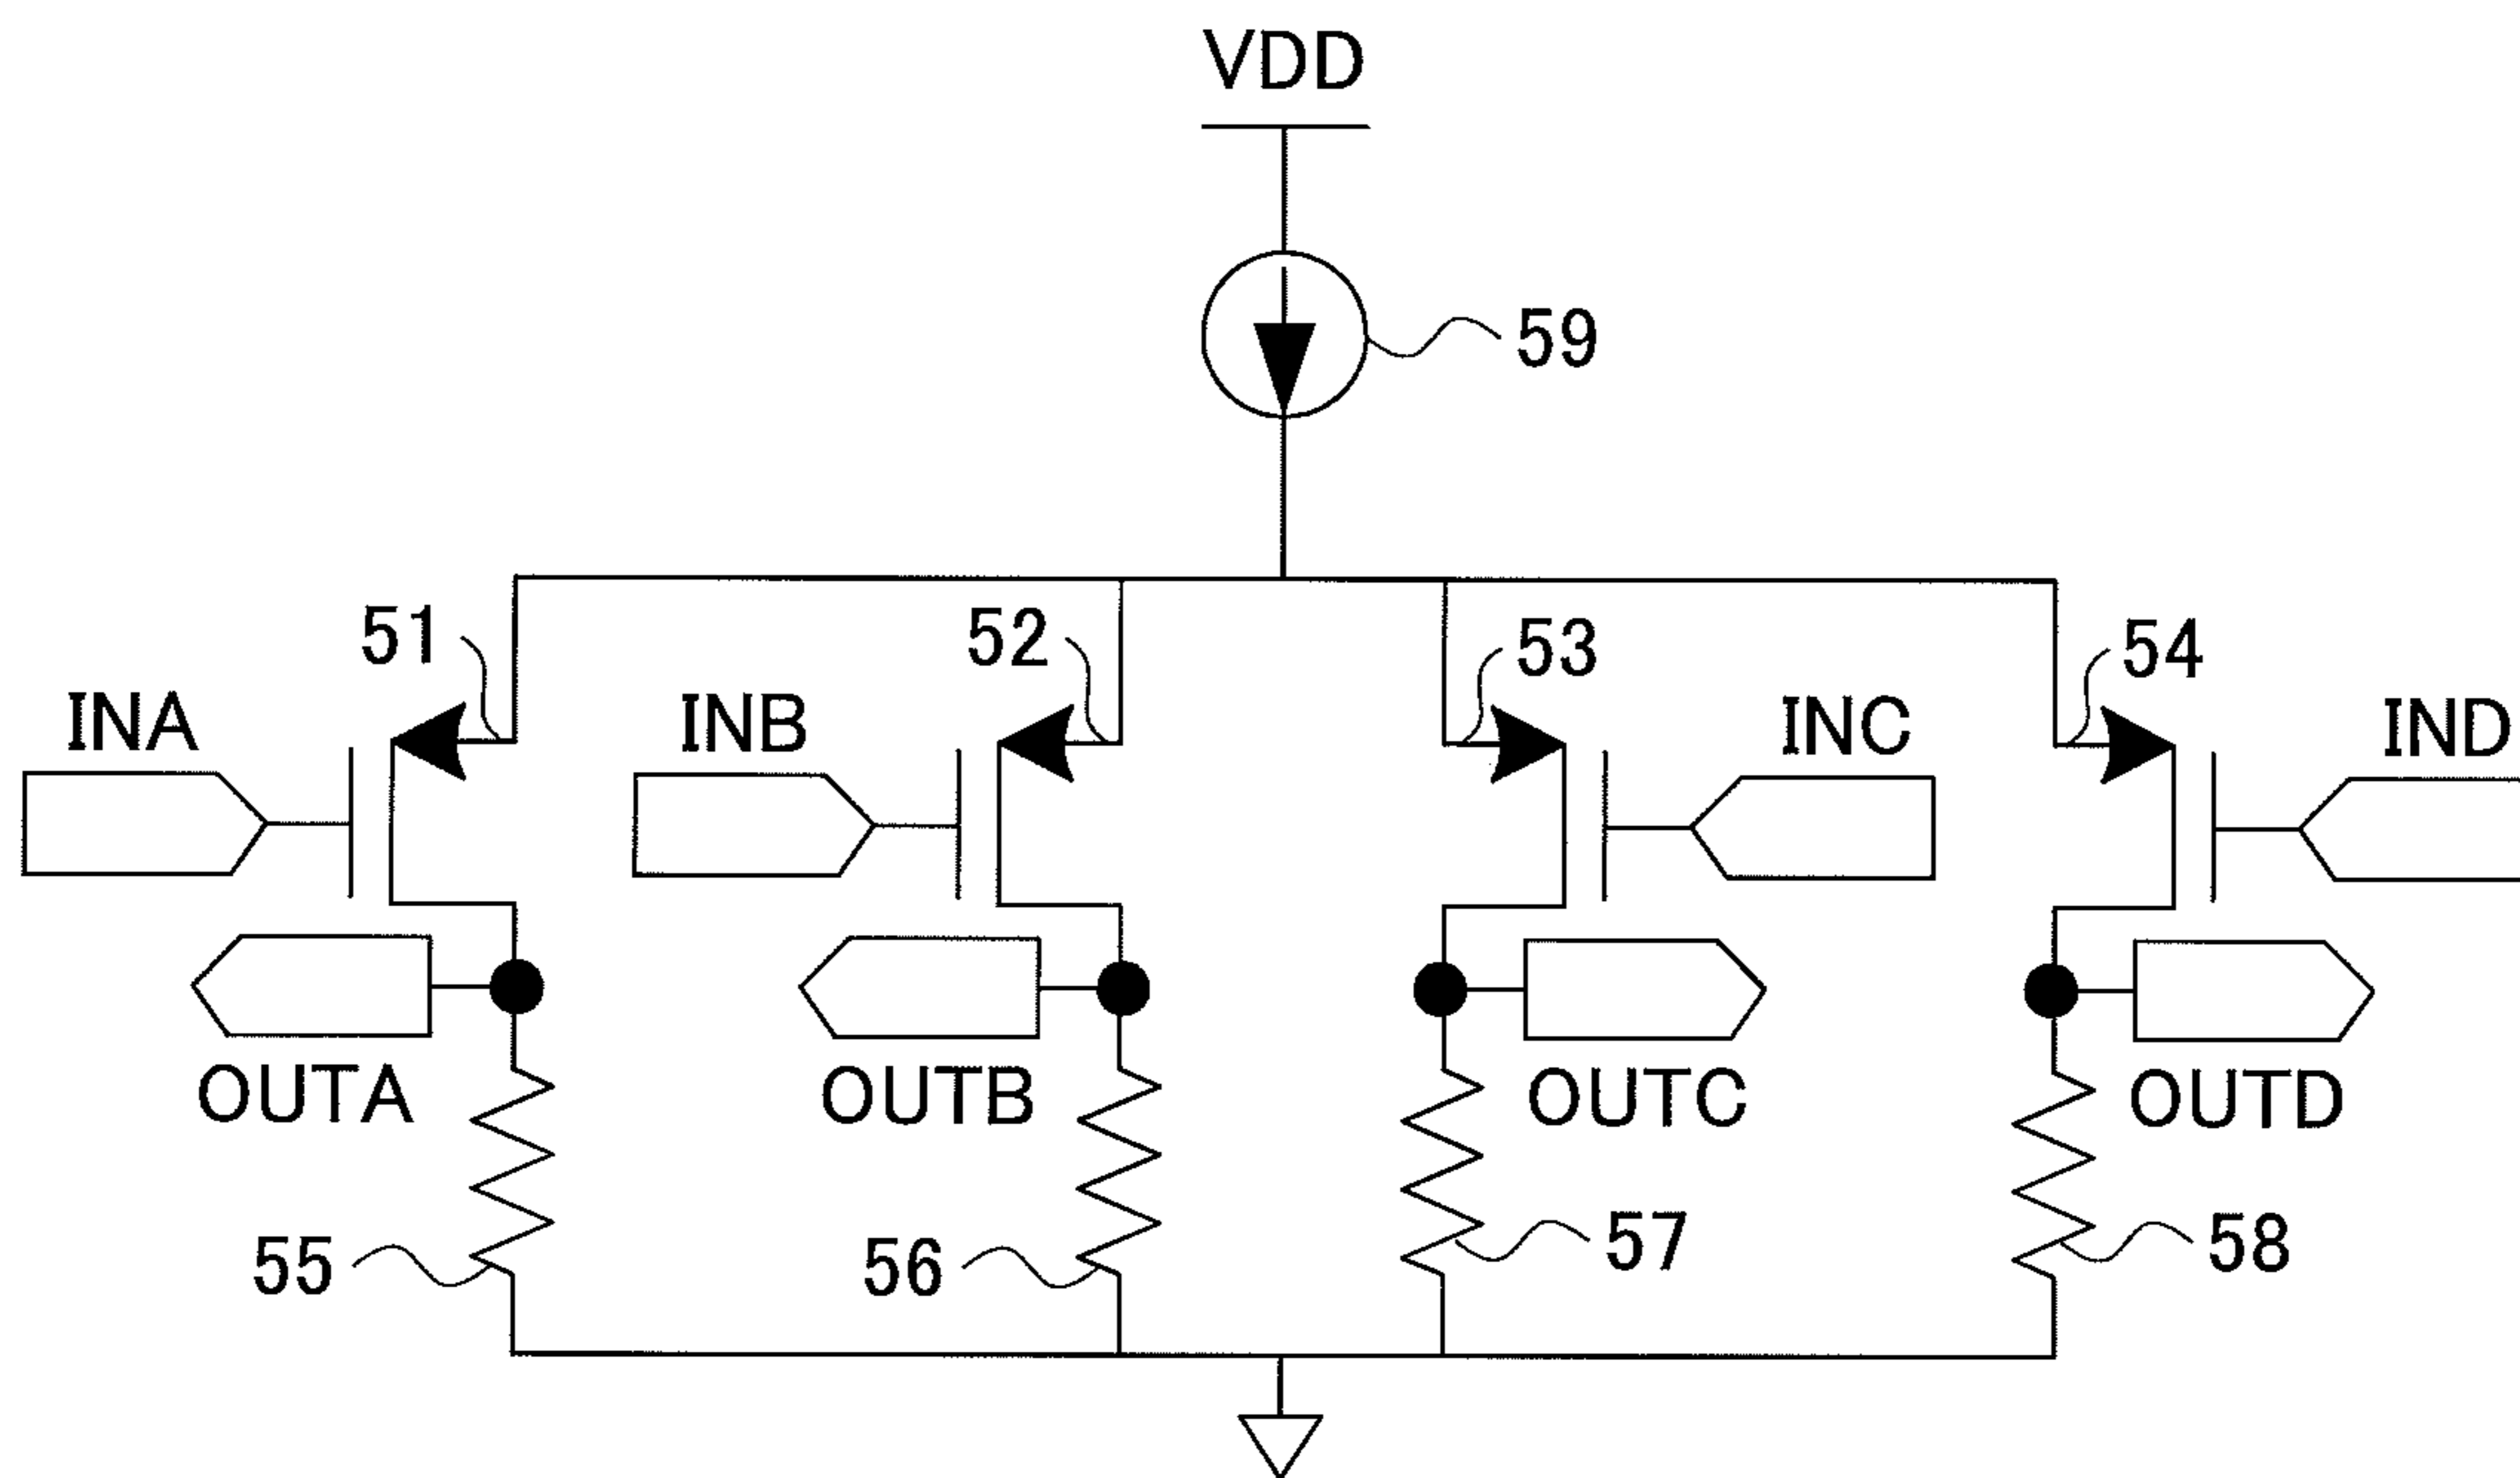 VDD
59
51
52
53
54
INA
INB
INC
IND
OUTA
OUTB
OUTC
OUTD
55
56
57
58